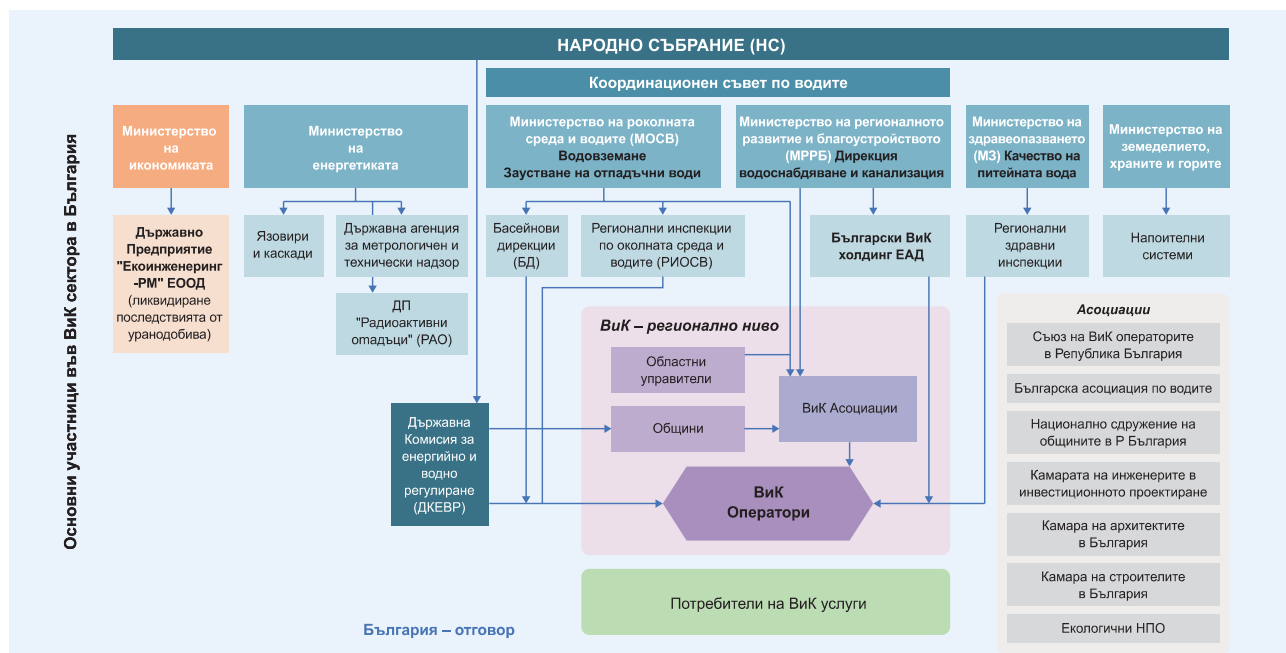 Основни участници във ВиК сектора в България
НАРОДНО СЪБРАНИЕ (НС)
Координационен съвет по водите
Министерство
на
икономиката
Министерство
на
енергетиката
Министерство на роколната
среда и водите (МОСВ)
Водовземане
Заустване на отпадъчни води
Министерство на регионалното
развитие и благоустройството
(МРРБ) Дирекция
водоснабдяване и канализация
Министерство на
здравеопазването
(МЗ) Качество на
питейната вода
Министерство на
земеделието,
храните и горите
Държавно
Предприятие
"Екоинженеринг
-РМ" ЕООД
(ликвидиране
последствията от
уранодобива)
Язовири
и каскади
Държавна агенция
за метрологичен и
технически надзор
ДП
"Радиоактивни
отадъци" (РАО)
Басейнови
дирекции
(БД)
Регионални инспекции
по околната среда и
водите (РИОСВ)
Български ВиК
холдинг ЕАД
Регионални
здравни
инспекции
Напоителни
системи
Държавна
Комисия за
енергийно и
водно
регулиране
(ДКЕВР)
ВиК – регионално ниво
Областни
управители
Общини
ВиК Асоциации
ВиК
Оператори
Потребители на ВиК услуги
Асоциации
Съюз на ВиК операторите
в Република България
Българска асоциация по водите
Национално сдружение на
общините в Р България
Камарата на инженерите в
инвестиционното проектиране
Камара на архитектите
в България
Камара на строителите
в България
Екологични НПО
България – отговор